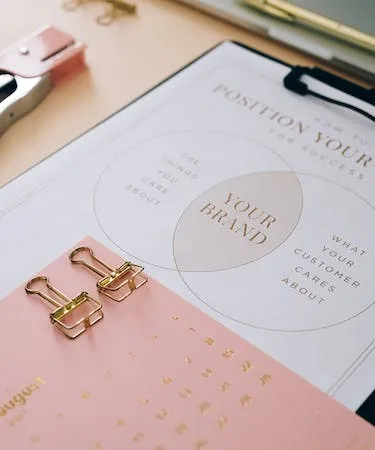 HOW TO
POSITION YOUR
FOR SUCCESS
THE
THINGS
YOU
CARE
ABOUT
YOUR
BRAND
WHAT
YOUR
CUSTOMER
CARES
ABOUT
august